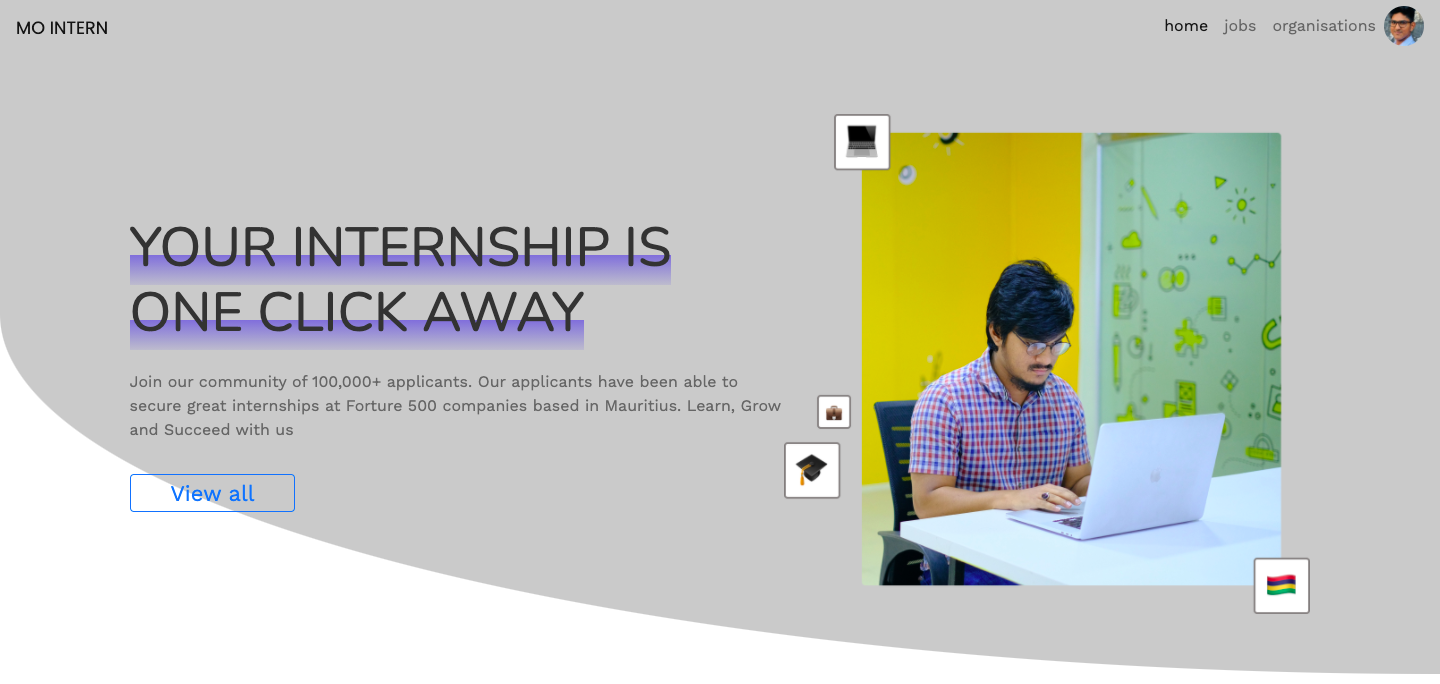 MO INTERN
home jobs organisations
YOUR INTERNSHIP IS
ONE CLICK AWAY
Join our community of 100,000+ applicants. Our applicants have been able to
secure great internships at Forture 500 companies based in Mauritius. Learn, Grow
and Succeed with us
View all